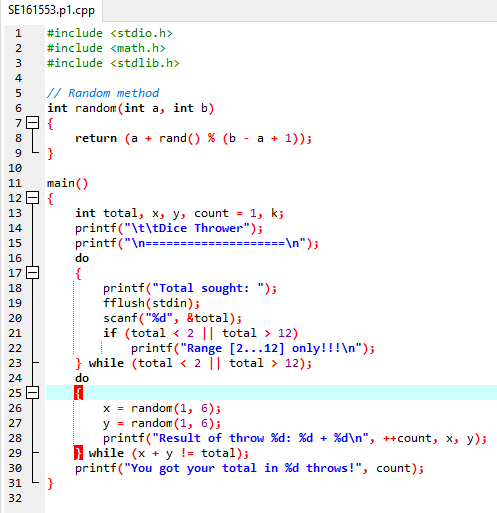 SE161553.p1.cpp
1 #include <stdio.h>
2 #include <math.h>
3 #include <stdlib.h>
4
5 // Random method
6 int random(int a, int b)
7 {
8     return (a + rand() % (b - a + 1));
9 }
10
11 main()
12 {
13     int total, x, y, count = 1, k;
14     printf("\t\tDice Thrower");
15     printf("\n====================\n");
16     do
17     {
18         printf("Total sought: ");
19         fflush(stdin);
20         scanf("%d", &total);
21         if (total < 2 || total > 12)
22             printf("Range [2...12] only!!!\n");
23     } while (total < 2 || total > 12);
24     do
25     {
26         x = random(1, 6);
27         y = random(1, 6);
28         printf("Result of throw %d: %d + %d\n", ++count, x, y);
29     } while (x + y != total);
30     printf("You got your total in %d throws!", count);
31 }
32